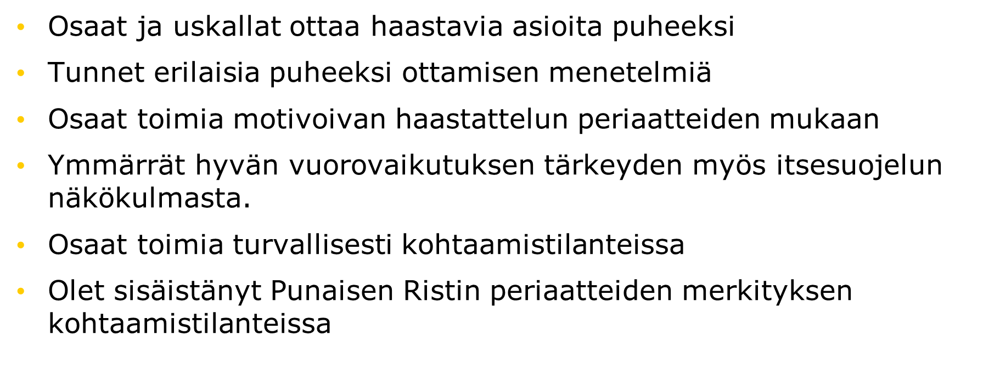 • Osaat ja uskallat ottaa haastavia asioita puheeksi
• Tunnet erilaisia puheeksi ottamisen menetelmiä
• Osaat toimia motivoivan haastattelun periaatteiden mukaan
• Ymmärrät hyvän vuorovaikutuksen tärkeyden myös itsesuojelun
näkökulmasta.
• Osaat toimia turvallisesti kohtaamistilanteissa
• Olet sisäistänyt Punaisen Ristin periaatteiden merkityksen
kohtaamistilanteissa